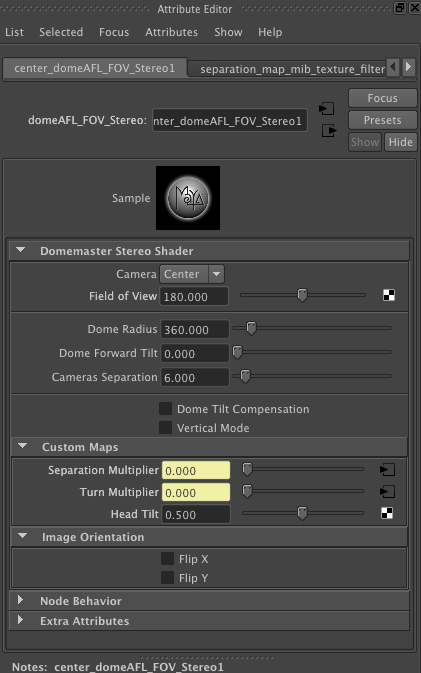 Attribute Editor
List Selected Focus Attributes Show Help
center_domeAFL_FOV_Stereo1 separation_map_mib_texture_filter
Focus
domeAFL_FOV_Stereo: nter_domeAFL_FOV_Stereo1 Presets
Show Hide
Sample MAYA
Domemaster Stereo Shader
Camera Center
Field of View 180.000
Dome Radius 360.000
Dome Forward Tilt 0.000
Cameras Separation 6.000
Dome Tilt Compensation
Vertical Mode
Custom Maps
Separation Multiplier 0.000
Turn Multiplier 0.000
Head Tilt 0.500
Image Orientation
Flip X
Flip Y
Node Behavior
Extra Attributes
Notes: center_domeAFL_FOV_Stereo1